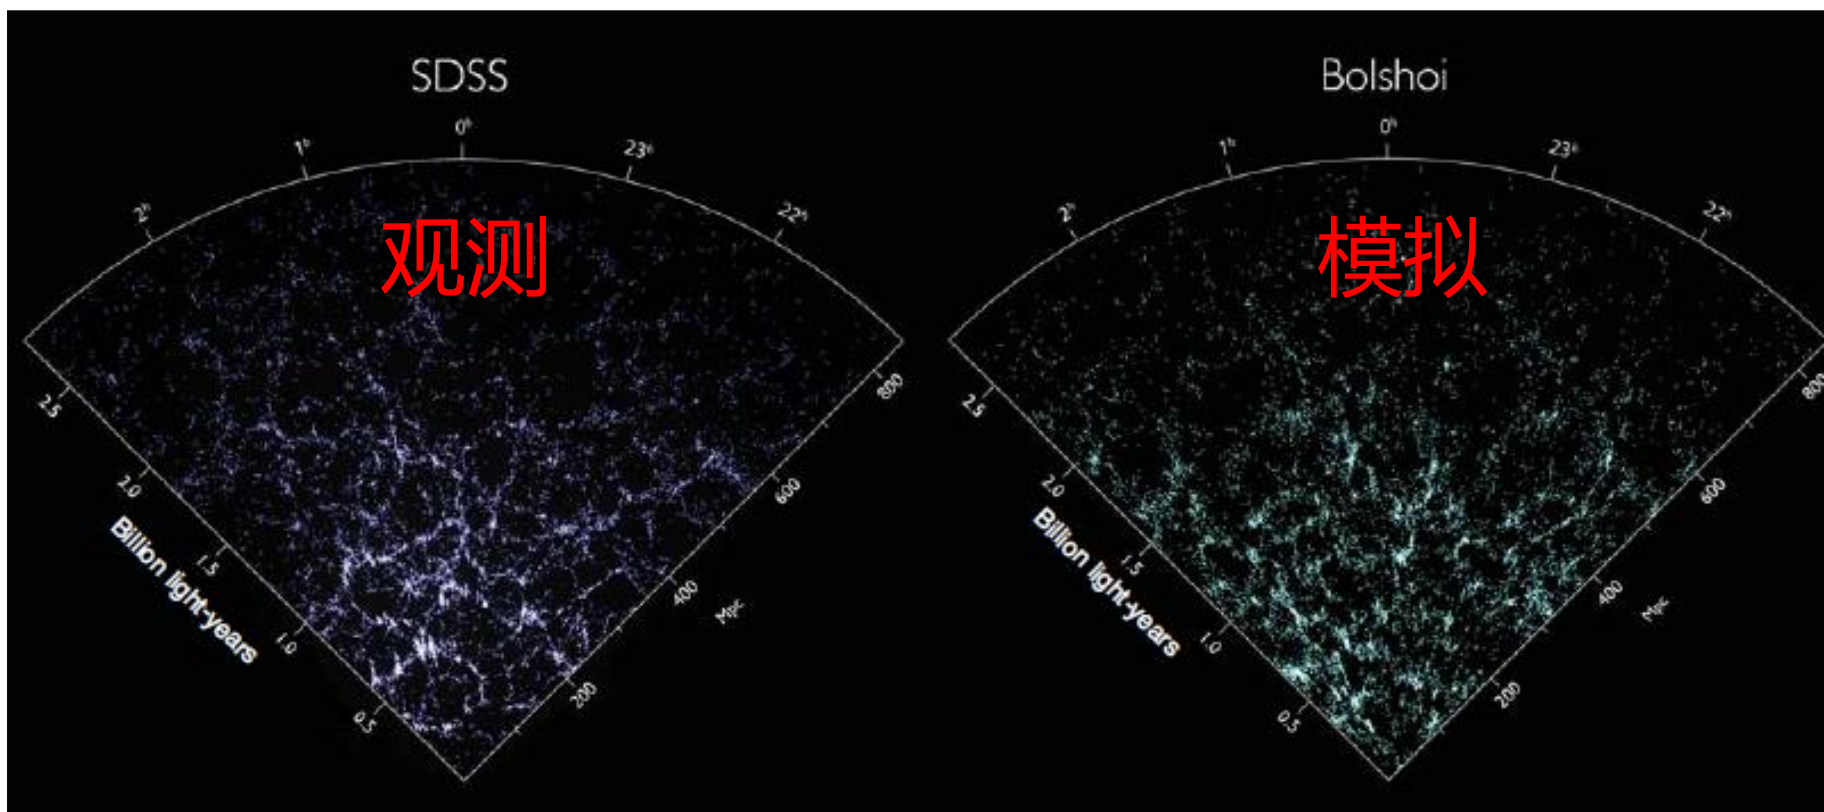 SDSS
0ʰ
1ʰ
23ʰ
2ʰ
22ʰ
观测
2.5
2.0
1.5
1.0
0.5
Billion light-years
800
600
400
200
Mpc
Bolshoi
0ʰ
1ʰ
23ʰ
2ʰ
22ʰ
模拟
2.5
2.0
1.5
1.0
0.5
Billion light-years
800
600
400
200
Mpc